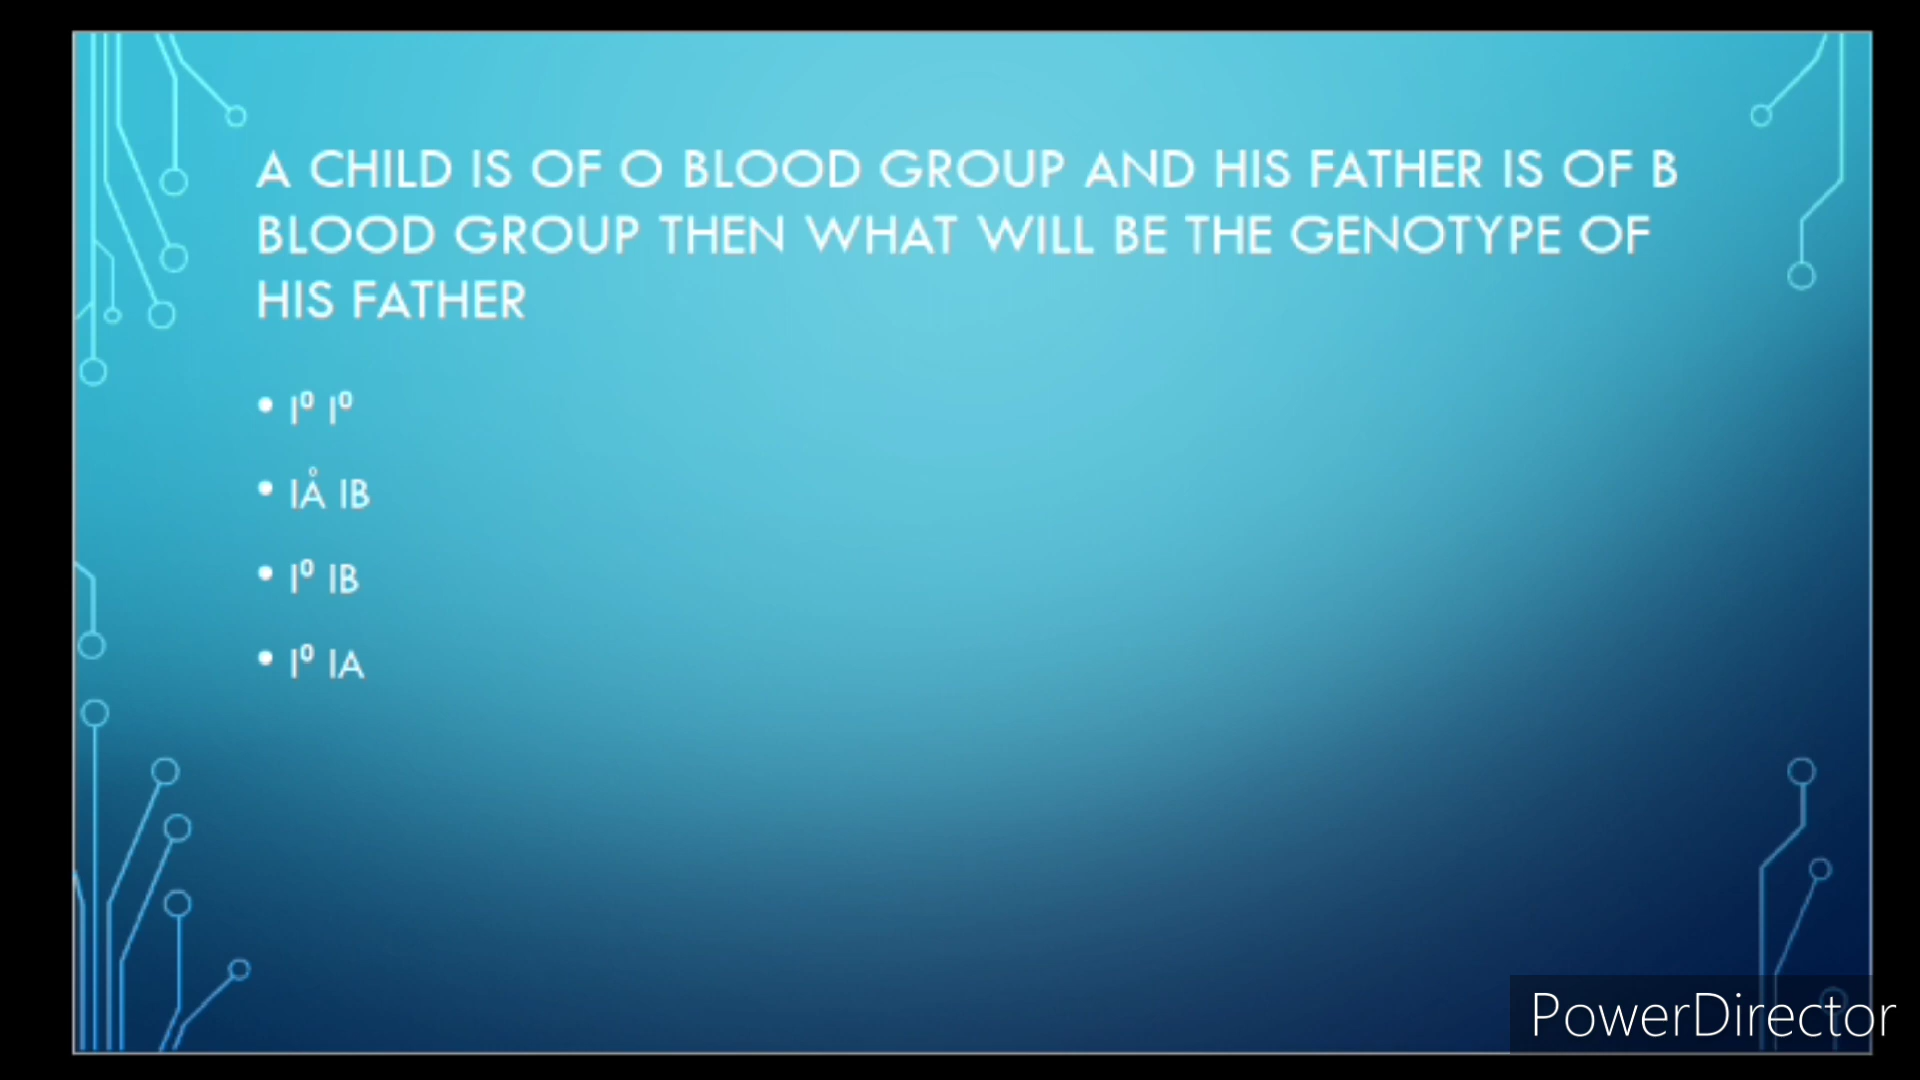 A CHILD IS OF O BLOOD GROUP AND HIS FATHER IS OF B
BLOOD GROUP THEN WHAT WILL BE THE GENOTYPE OF
HIS FATHER
• I⁰ I⁰
• IÅ IB
• I⁰ IB
• I⁰ IA
PowerDirector